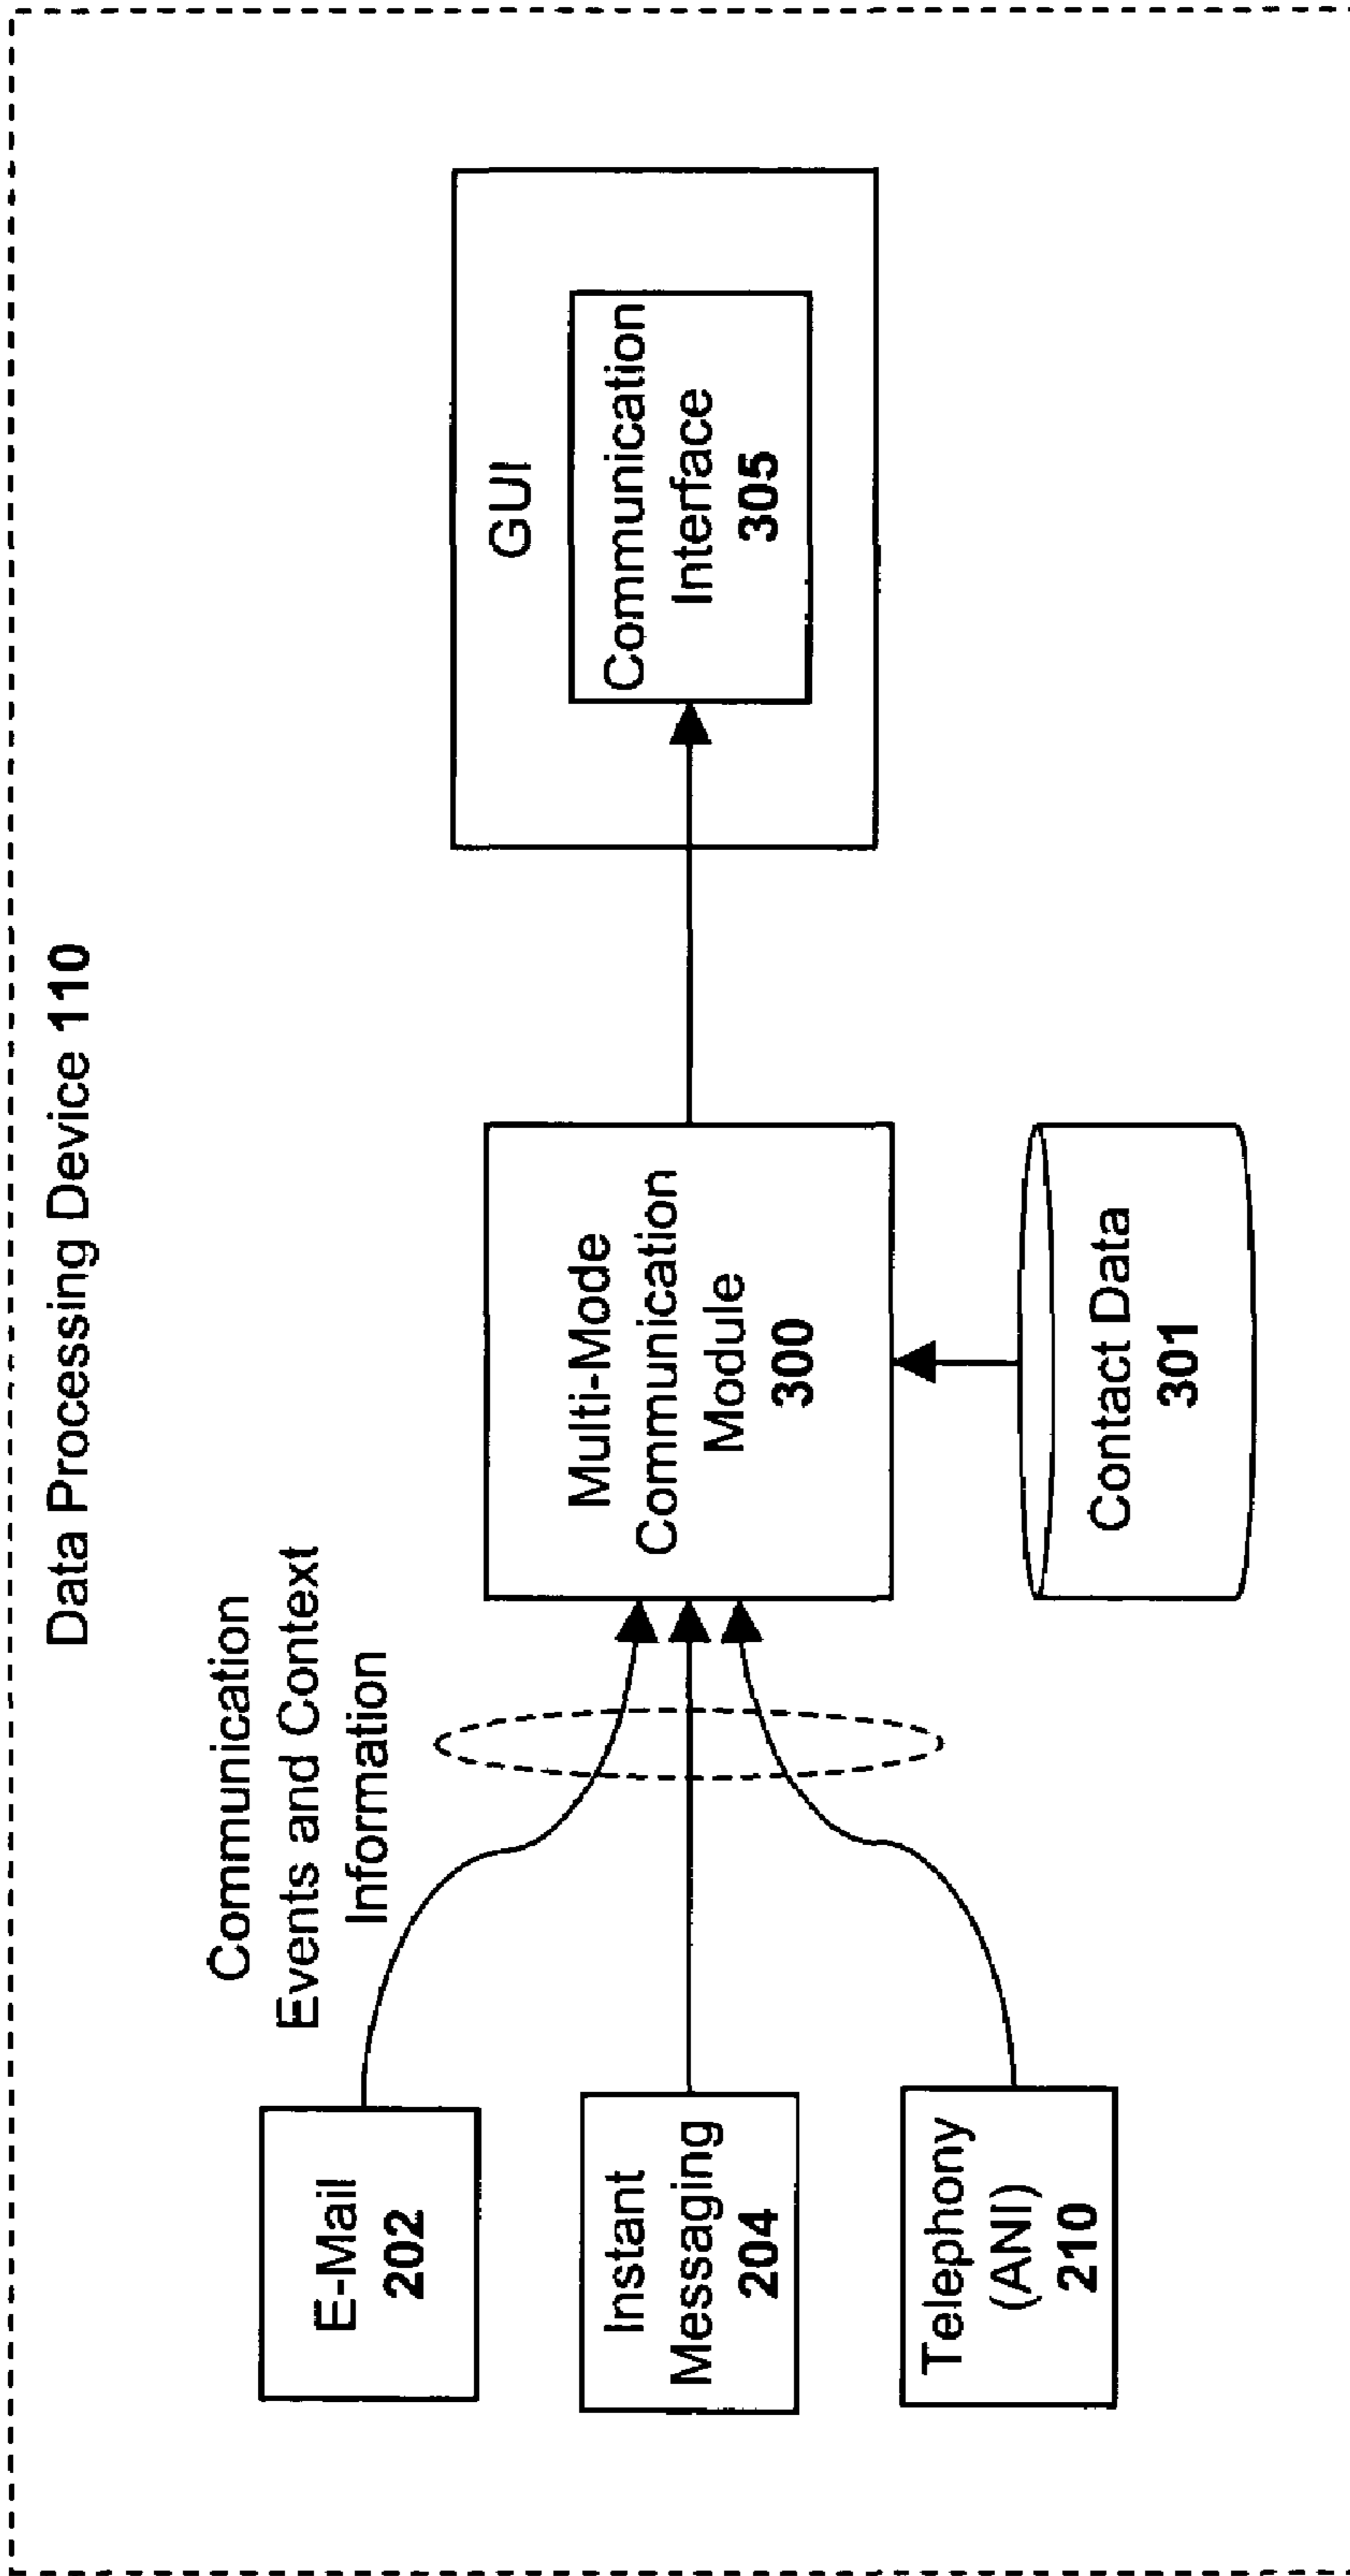 Data Processing Device 110
Communication
Events and Context
Information
E-Mail
202
Instant
Messaging
204
Telephony
(ANI)
210
Multi-Mode
Communication
Module
300
Contact Data
301
GUI
Communication
Interface
305